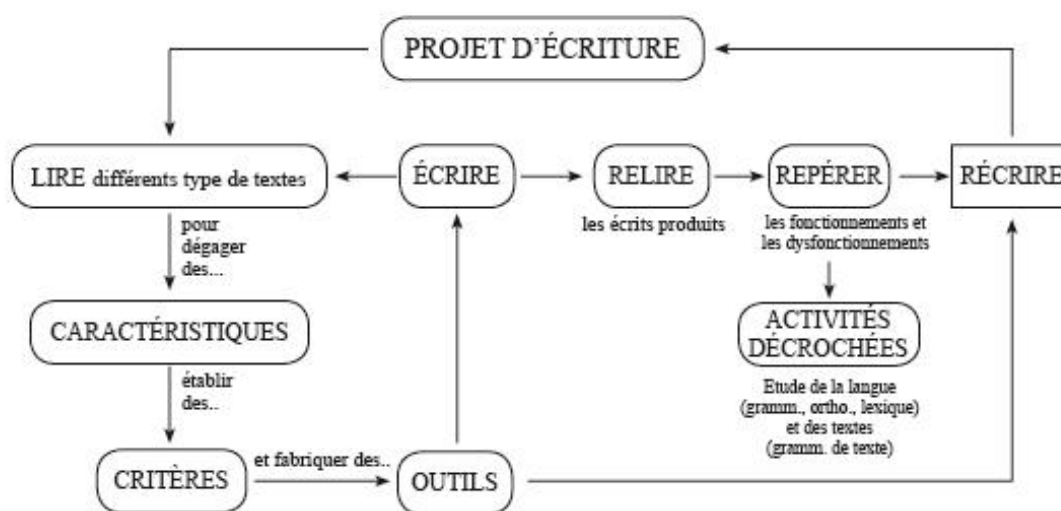 PROJET D'ÉCRITURE
LIRE différents type de textes
ÉCRIRE
RELIRE
REPÉRER
RÉCRIRE
les écrits produits
les fonctionnements et
les dysfonctionnements
pour
dégager
des...
CARACTÉRISTIQUES
ACTIVITÉS
DÉCROCHÉES
établir
des..
Etude de la langue
(gramm., ortho., lexique)
et des textes
(gramm. de texte)
CRITÈRES
et fabriquer des..
OUTILS